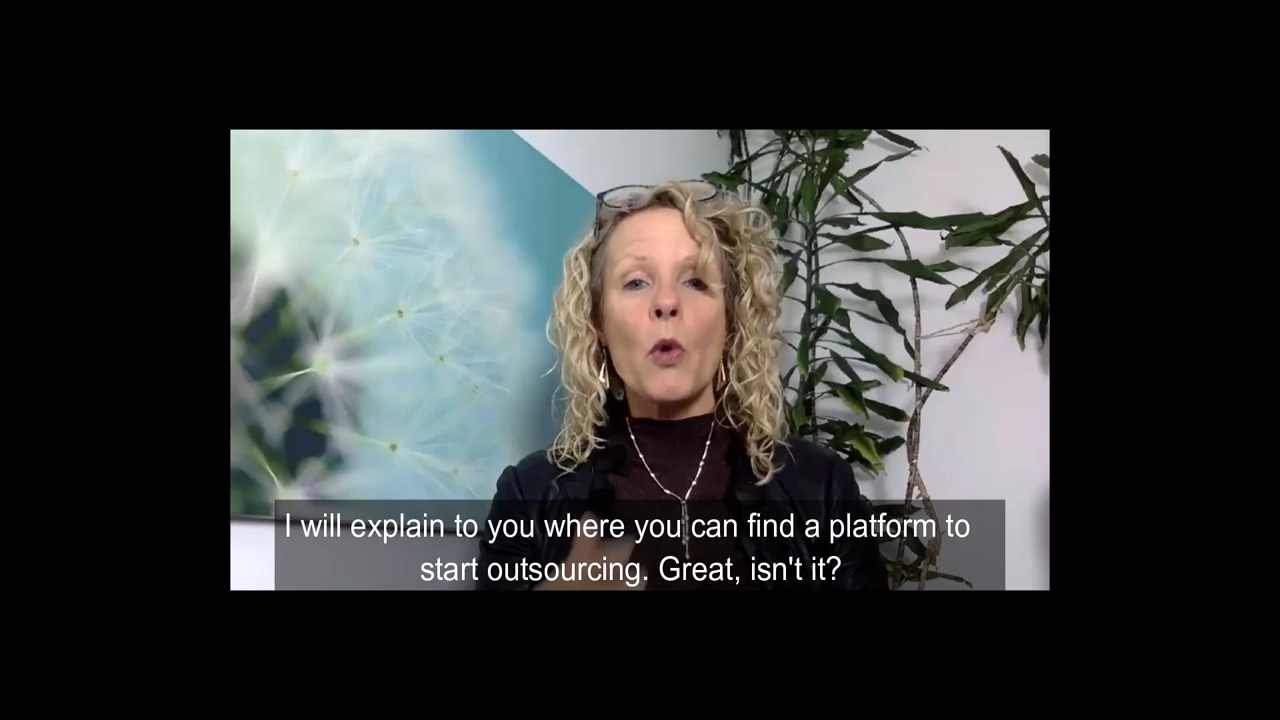 I will explain to you where you can find a platform to
start outsourcing. Great, isn't it?